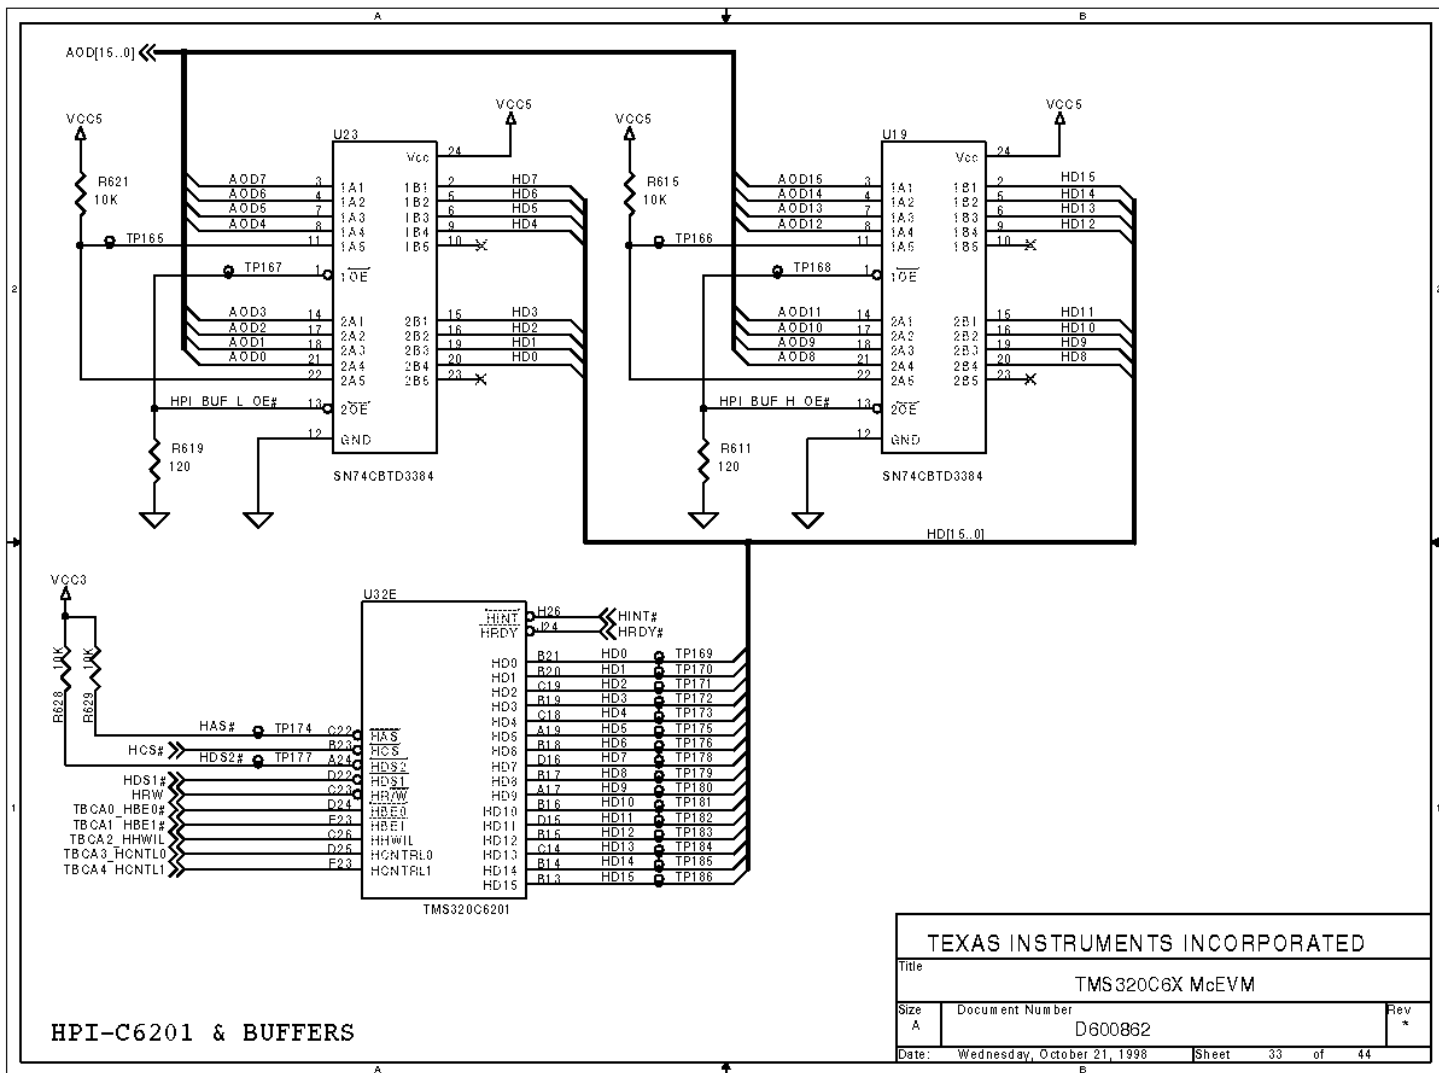 A B
AOD[15..0]
VCC5 VCC5 VCC5 VCC5
U23 U19
R621
10K
R615
10K
AOD7 3 1A1 1B1 2 HD7
AOD6 4 1A2 1B2 5 HD6
AOD5 7 1A3 1B3 6 HD5
AOD4 8 1A4 1B4 9 HD4
TP165 11 1A5 1B5 10
TP167 1 1OE
AOD3 14 2A1 2B1 15 HD3
AOD2 17 2A2 2B2 16 HD2
AOD1 18 2A3 2B3 19 HD1
AOD0 21 2A4 2B4 20 HD0
22 2A5 2B5 23
HPI_BUF_L_OE# 13 2OE
12 GND
Vcc 24
R619
120
SN74CBTD3384
AOD15 3 1A1 1B1 2 HD15
AOD14 4 1A2 1B2 5 HD14
AOD13 7 1A3 1B3 6 HD13
AOD12 8 1A4 1B4 9 HD12
TP166 11 1A5 1B5 10
TP168 1 1OE
AOD11 14 2A1 2B1 15 HD11
AOD10 17 2A2 2B2 16 HD10
AOD9 18 2A3 2B3 19 HD9
AOD8 21 2A4 2B4 20 HD8
22 2A5 2B5 23
HPI_BUF_H_OE# 13 2OE
12 GND
Vcc 24
R611
120
SN74CBTD3384
2 2
HD[15..0]
VCC3
R628 10K
R629 10K
U32E
HINT H26 HINT#
HRDY J24 HRDY#
HD0 B21 HD0 TP169
HD1 B20 HD1 TP170
HD2 C19 HD2 TP171
HD3 B19 HD3 TP172
HD4 C18 HD4 TP173
HD5 A19 HD5 TP175
HD6 B18 HD6 TP176
HD7 D16 HD7 TP178
HD8 B17 HD8 TP179
HD9 A17 HD9 TP180
HD10 B16 HD10 TP181
HD11 D15 HD11 TP182
HD12 B15 HD12 TP183
HD13 C14 HD13 TP184
HD14 B14 HD14 TP185
HD15 B13 HD15 TP186
HAS# TP174 C22 HAS
HCS# B23 HCS
HDS2# TP177 A24 HDS2
HDS1# D22 HDS1
HRW C23 HR/W
TBCA0_HBE0# D24 HBE0
TBCA1_HBE1# HBE1
TBCA2_HHWIL C26 HHWIL
TBCA3_HCNTL0 D25 HCNTRL0
TBCA4_HCNTL1 HCNTRL1
TMS320C6201
1 1
HPI-C6201 & BUFFERS
TEXAS INSTRUMENTS INCORPORATED
Title
TMS320C6X McEVM
Size
A
Document Number
D600862
Rev
*
Date: Wednesday, October 21, 1998 Sheet 33 of 44
A B